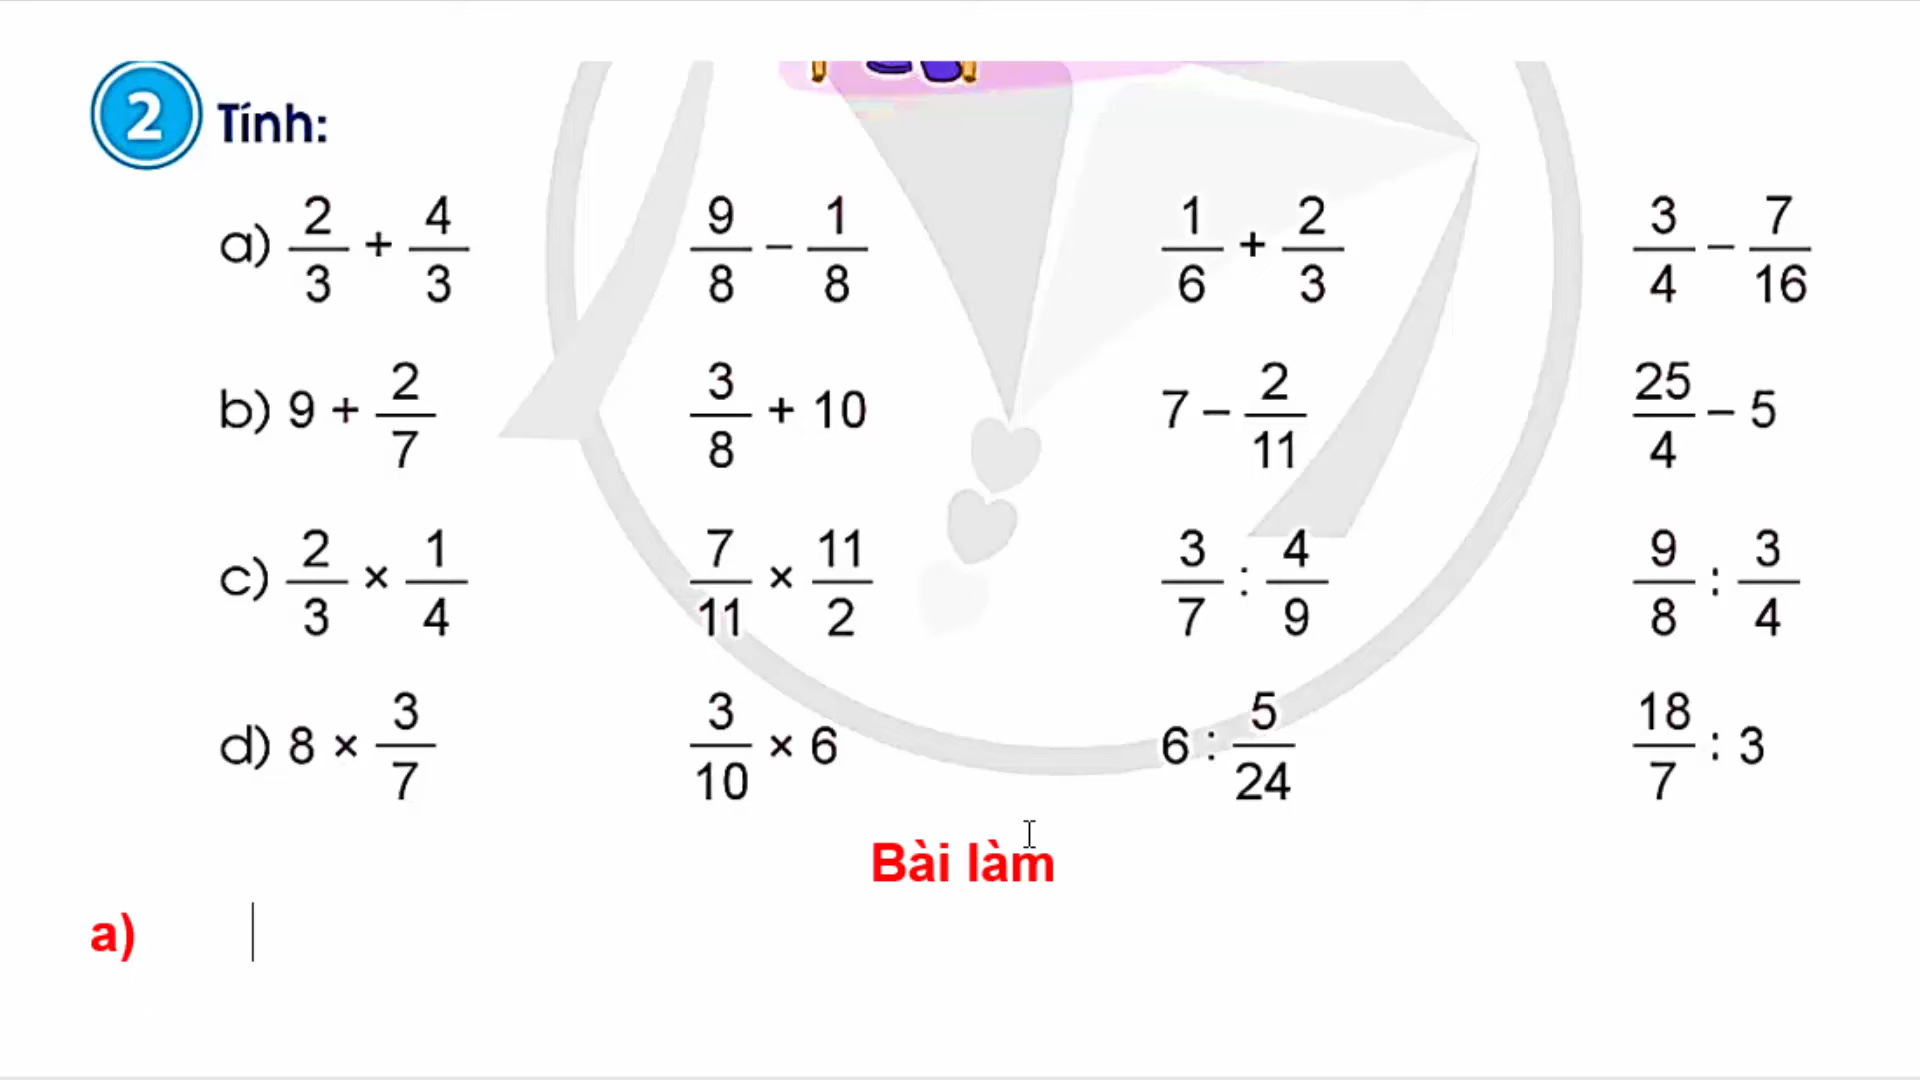 2 Tính:
a) 2/3 + 4/3 9/8 – 1/8 1/6 + 2/3 3/4 – 7/16
b) 9 + 2/7 3/8 + 10 7 – 2/11 25/4 – 5
c) 2/3 × 1/4 7/11 × 11/2 3/7 : 4/9 9/8 : 3/4
d) 8 × 3/7 3/10 × 6 6 : 5/24 18/7 : 3
Bài làm
a)